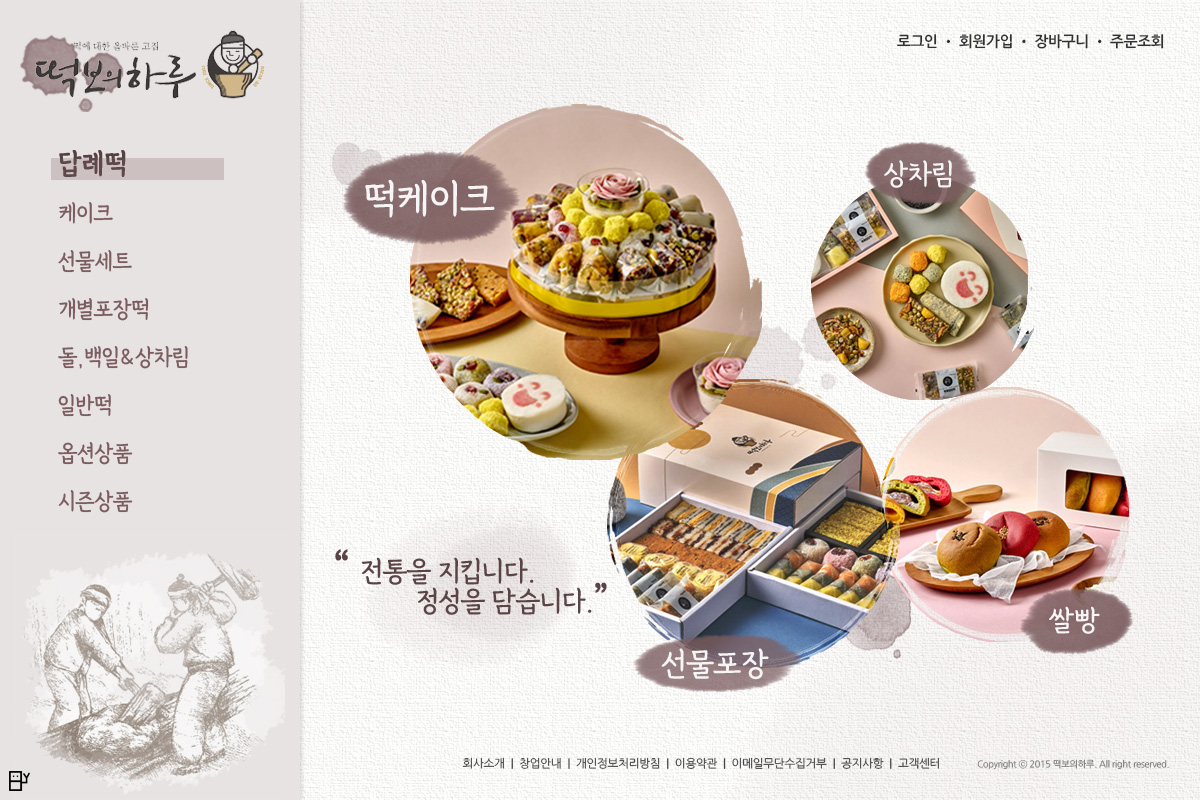 떡에 대한 올바른 고집
떡보의하루
로그인 • 회원가입 • 장바구니 • 주문조회
답례떡
케이크
선물세트
개별포장떡
돌,백일&상차림
일반떡
옵션상품
시즌상품
떡케이크
상차림
선물포장
쌀빵
“ 전통을 지킵니다.
정성을 담습니다.”
회사소개 | 창업안내 | 개인정보처리방침 | 이용약관 | 이메일무단수집거부 | 공지사항 | 고객센터
Copyright ⓒ 2015 떡보의하루. All right reserved.